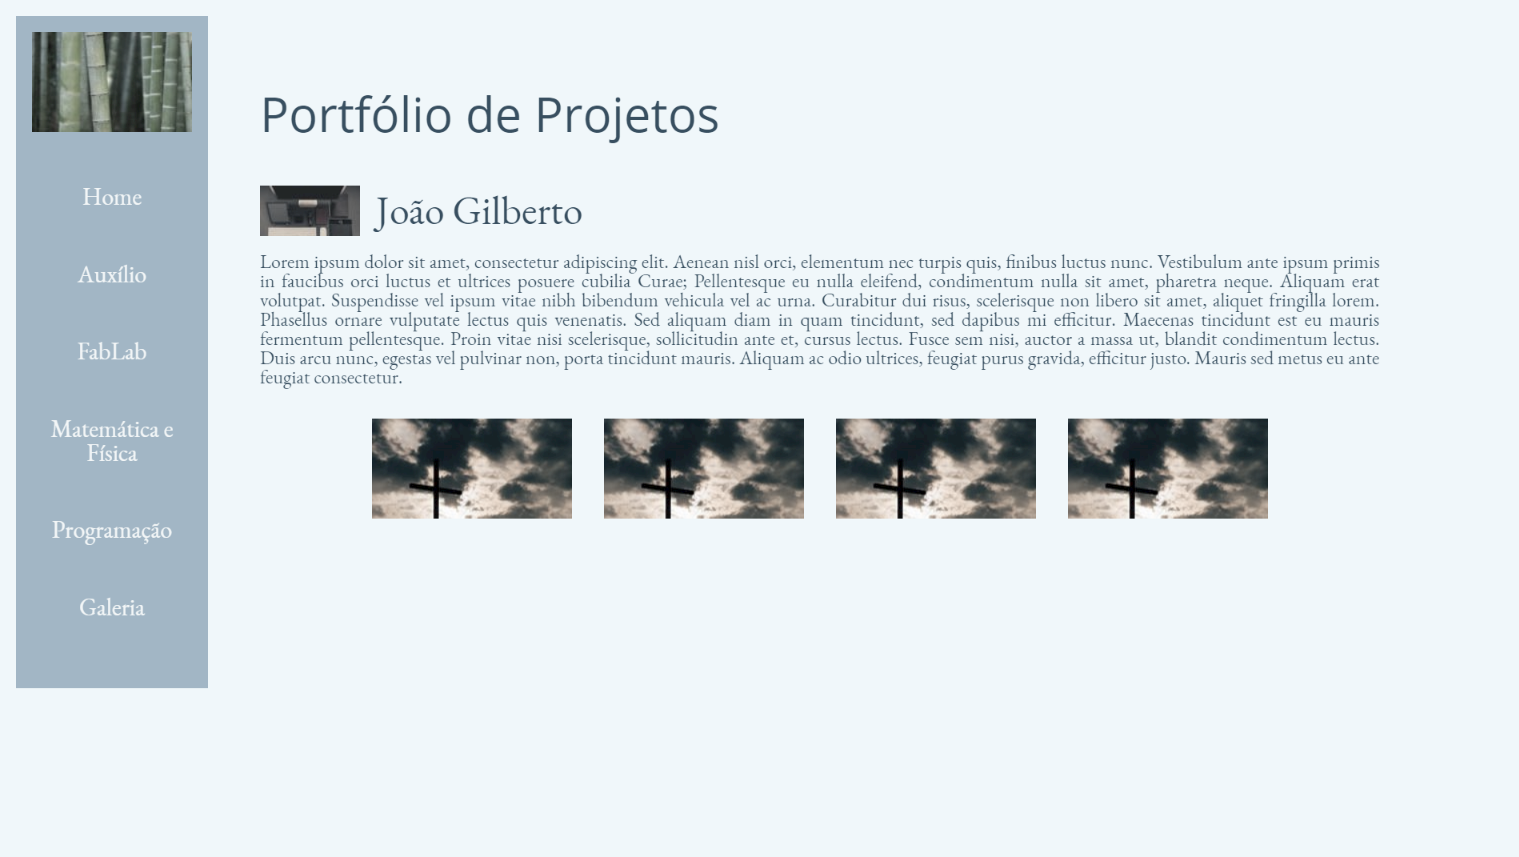 Home
Auxílio
FabLab
Matemática e
Física
Programação
Galeria
Portfólio de Projetos
João Gilberto
Lorem ipsum dolor sit amet, consectetur adipiscing elit. Aenean nisl orci, elementum nec turpis quis, finibus luctus nunc. Vestibulum ante ipsum primis
in faucibus orci luctus et ultrices posuere cubilia Curae; Pellentesque eu nulla eleifend, condimentum nulla sit amet, pharetra neque. Aliquam erat
volutpat. Suspendisse vel ipsum vitae nibh bibendum vehicula vel ac urna. Curabitur dui risus, scelerisque non libero sit amet, aliquet fringilla lorem.
Phasellus ornare vulputate lectus quis venenatis. Sed aliquam diam in quam tincidunt, sed dapibus mi efficitur. Maecenas tincidunt est eu mauris
fermentum pellentesque. Proin vitae nisi scelerisque, sollicitudin ante et, cursus lectus. Fusce sem nisi, auctor a massa ut, blandit condimentum lectus.
Duis arcu nunc, egestas vel pulvinar non, porta tincidunt mauris. Aliquam ac odio ultrices, feugiat purus gravida, efficitur justo. Mauris sed metus eu ante
feugiat consectetur.